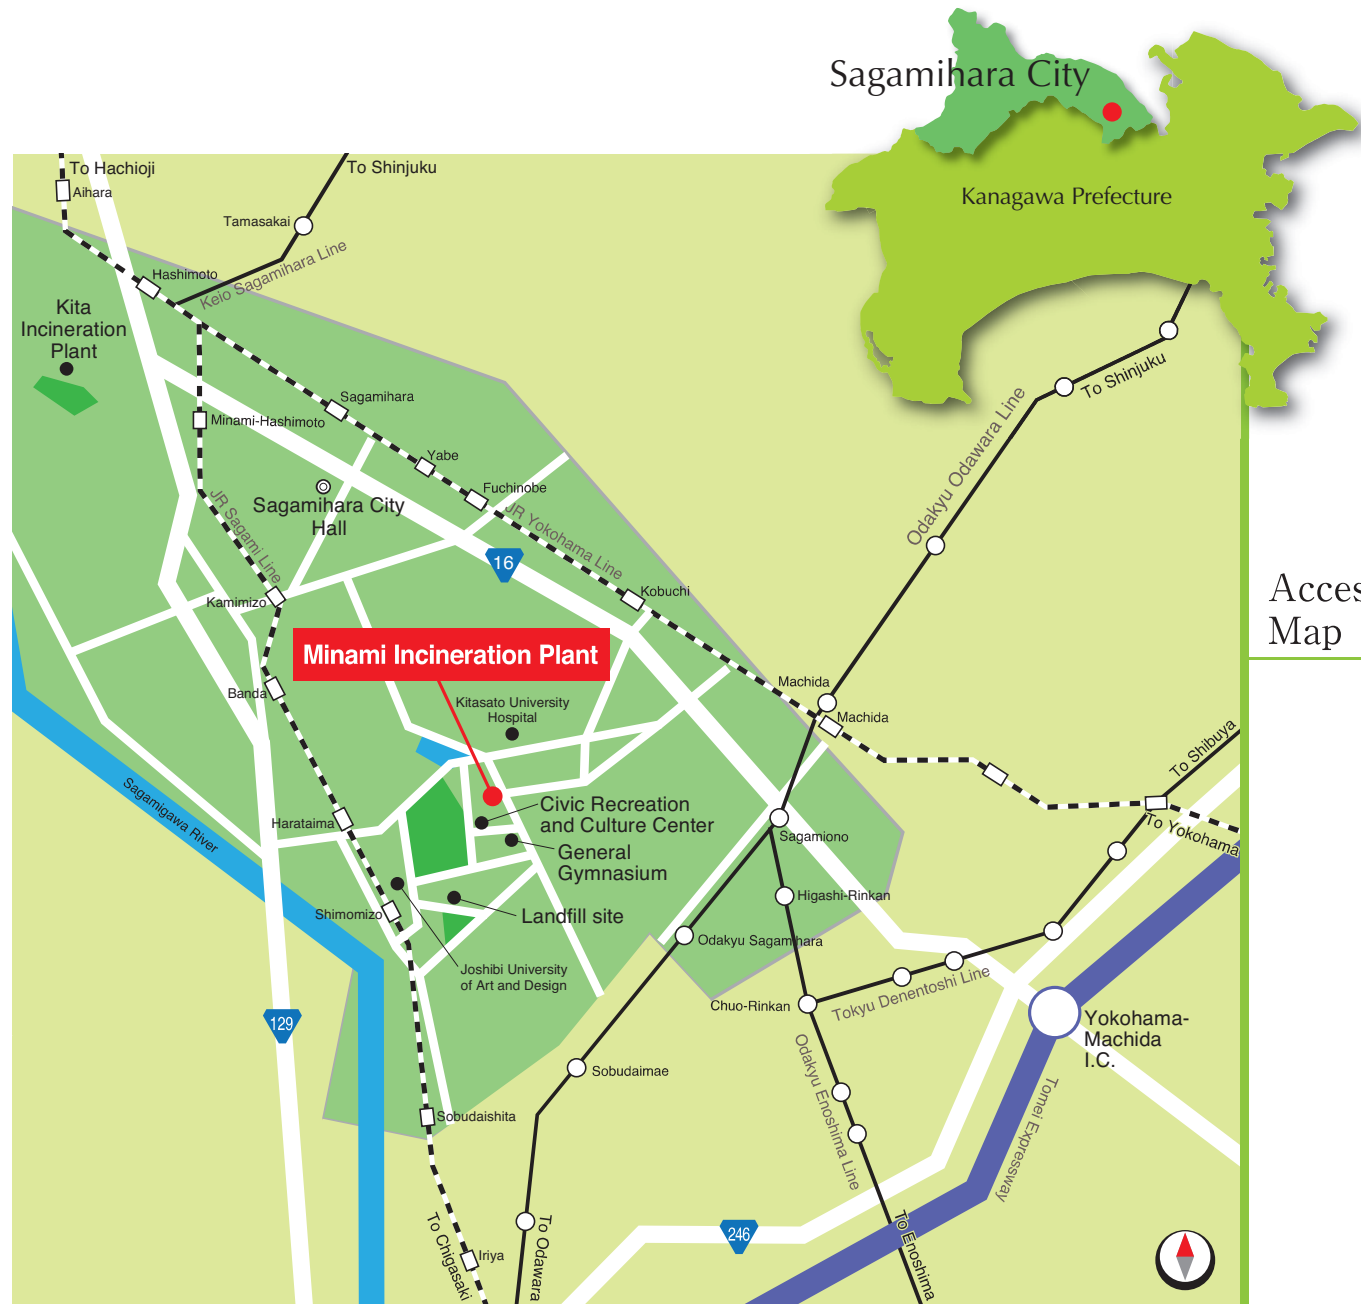 Sagamihara City
Kanagawa Prefecture
To Hachioji
Aihara
To Shinjuku
Tamasakai
Keio Sagamihara Line
Hashimoto
Kita
Incineration
Plant
Sagamihara
Minami-Hashimoto
Yabe
Fuchinobe
Sagamihara City
Hall
JR Sagami Line
JR Yokohama Line
16
Kamimizo
Kobuchi
Odakyu Odawara Line
To Shinjuku
Acces
Map
Minami Incineration Plant
Banda
Kitasato University
Hospital
Machida
Machida
To Shibuya
To Yokohama
Sagamigawa River
Harataima
Civic Recreation
and Culture Center
General
Gymnasium
Sagamiono
Higashi-Rinkan
Shimomizo
Landfill site
Odakyu Sagamihara
Joshibi University
of Art and Design
Chuo-Rinkan
Tokyu Denentoshi Line
129
Yokohama-
Machida
I.C.
Sobudaimae
Odakyu Enoshima Line
Tomei Expressway
Sobudaishita
To Chigasaki
Iriya
To Odawara
246
To Enoshima